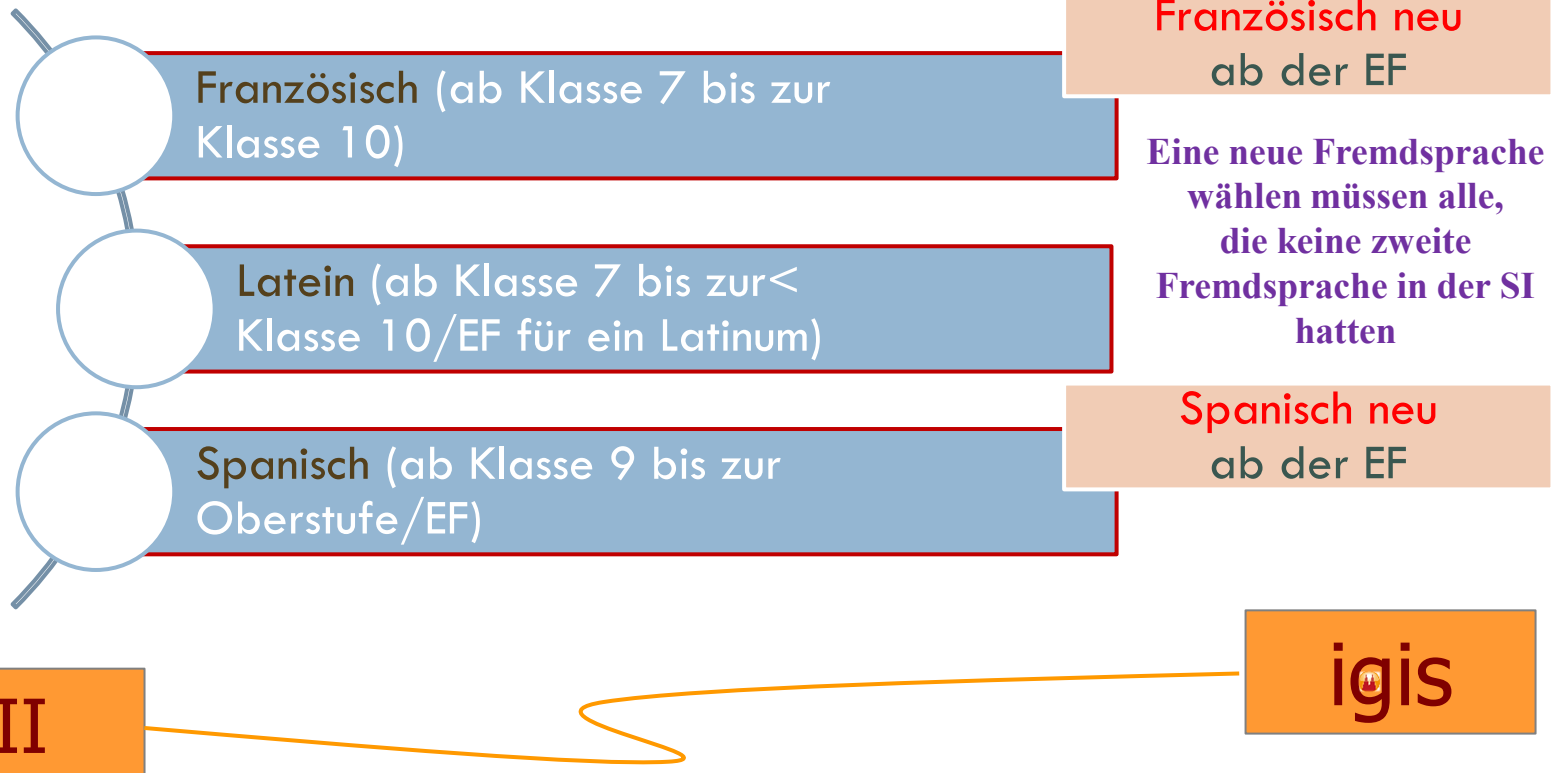 Französisch neu
ab der EF
Französisch (ab Klasse 7 bis zur
Klasse 10)
Eine neue Fremdsprache
wählen müssen alle,
die keine zweite
Fremdsprache in der SI
hatten
Latein (ab Klasse 7 bis zur<
Klasse 10/EF für ein Latinum)
Spanisch neu
ab der EF
Spanisch (ab Klasse 9 bis zur
Oberstufe/EF)
igis
II